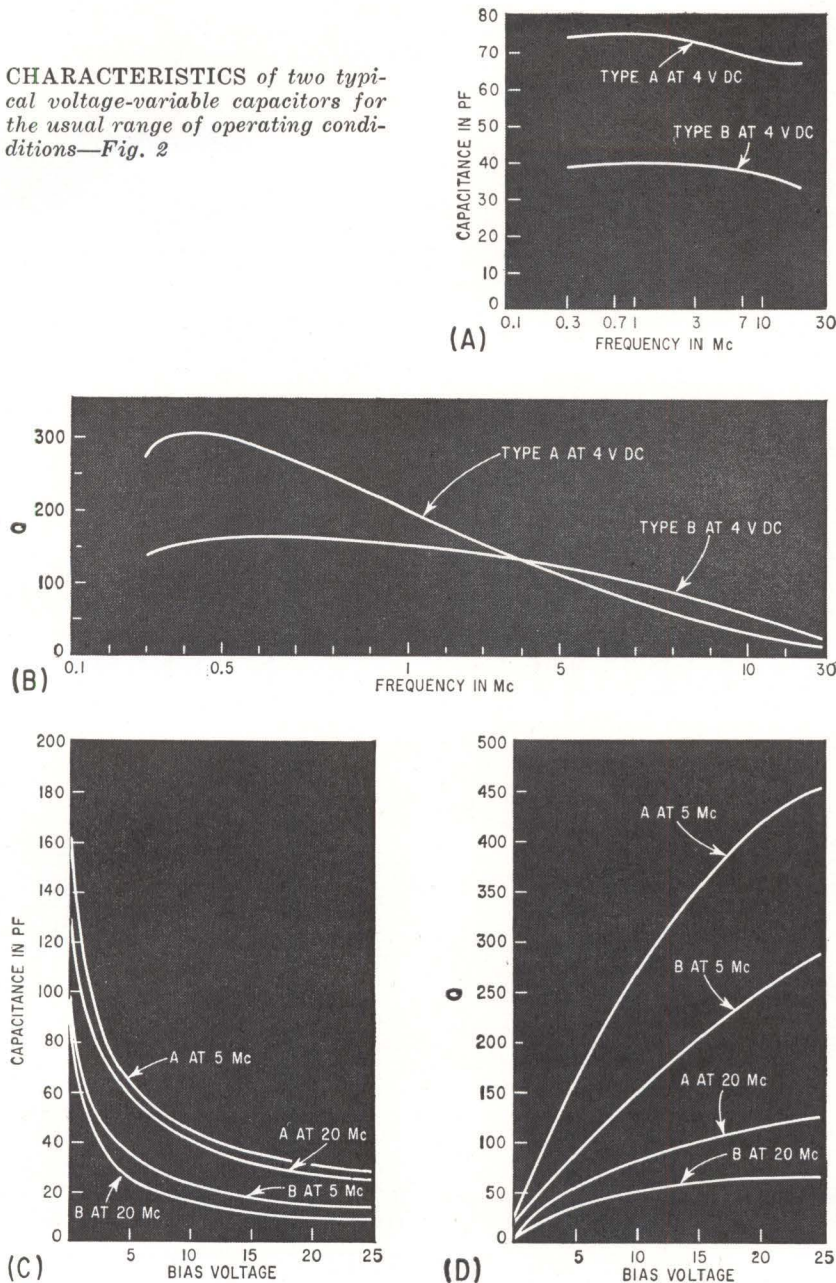 CHARACTERISTICS of two typi-
cal voltage-variable capacitors for
the usual range of operating condi-
ditions—Fig. 2
80
70
60
50
40
30
20
10
0
CAPACITANCE IN PF
TYPE A AT 4 V DC
TYPE B AT 4 V DC
0.1 0.3 0.7 1 3 7 10 30
FREQUENCY IN Mc
(A)
300
200
100
0
Q
TYPE A AT 4 V DC
TYPE B AT 4 V DC
0.1 0.5 1 5 10 30
FREQUENCY IN Mc
(B)
200
180
160
140
120
100
80
60
40
20
0
CAPACITANCE IN PF
A AT 5 Mc
A AT 20 Mc
B AT 5 Mc
B AT 20 Mc
5 10 15 20 25
BIAS VOLTAGE
(C)
500
450
400
350
300
250
200
150
100
50
0
Q
A AT 5 Mc
B AT 5 Mc
A AT 20 Mc
B AT 20 Mc
5 10 15 20 25
BIAS VOLTAGE
(D)